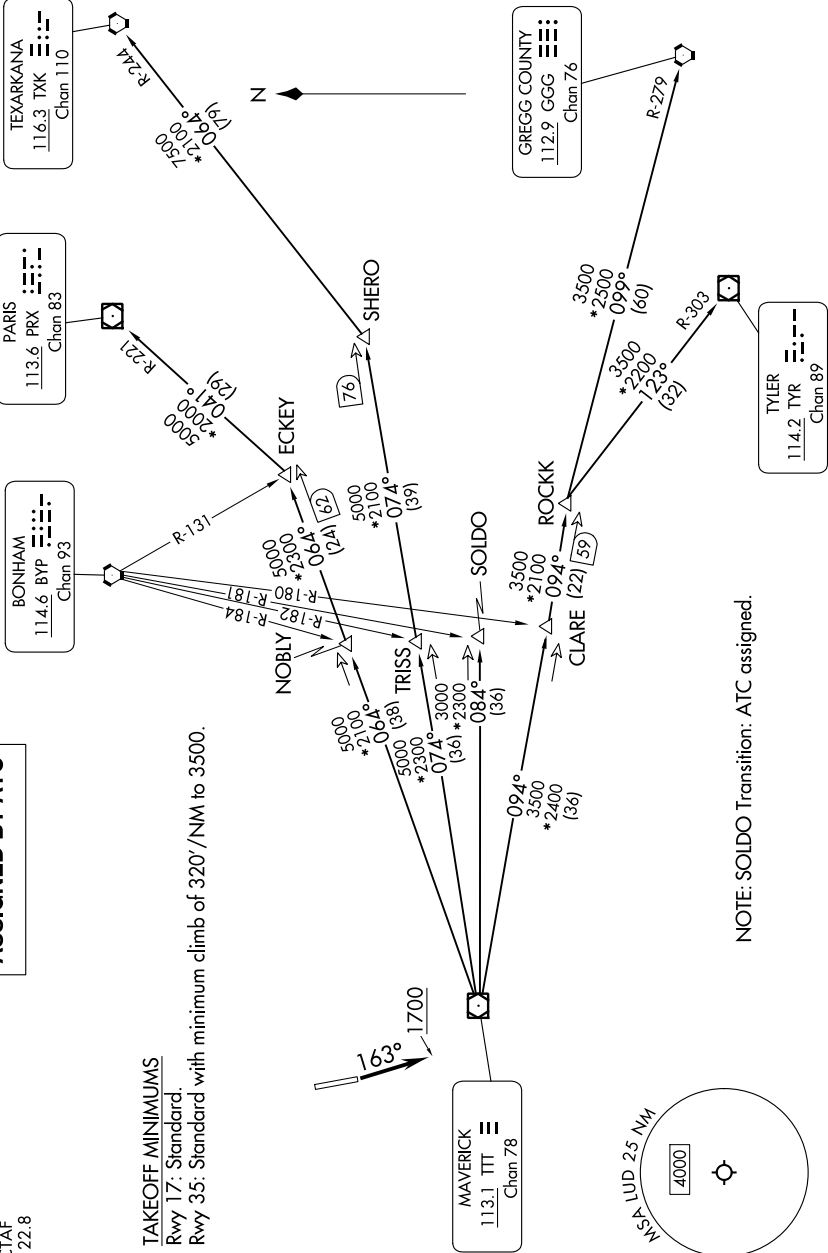 CTAF
22.8
TAKEOFF MINIMUMS
Rwy 17: Standard.
Rwy 35: Standard with minimum climb of 320'/NM to 3500.
BONHAM
114.6 BYP
Chan 93
PARIS
113.6 PRX
Chan 83
TEXARKANA
116.3 TXK
Chan 110
R-244
7500
*2100
064°
(79)
R-221
5000
*2000
041°
(29)
N
R-131
R-184
R-181
R-182
R-180
ECKEY
SHERO
62
76
NOBLY
5000
*2300
064°
(24)
5000
*2100
074°
(39)
5000
*2100
064°
(38)
TRISS
5000
*2300
074°
(36)
SOLDO
3000
*2300
084°
(36)
163°
1700
094°
3500
*2400
(36)
CLARE
3500
*2100
094°
(22)
59
ROCKK
3500
*2500
099°
(60)
R-279
3500
*2200
123°
(32)
R-303
GREGG COUNTY
112.9 GGG
Chan 76
MAVERICK
113.1 TTT
Chan 78
TYLER
114.2 TYR
Chan 89
MSA LUD 25 NM
4000
NOTE: SOLDO Transition: ATC assigned.